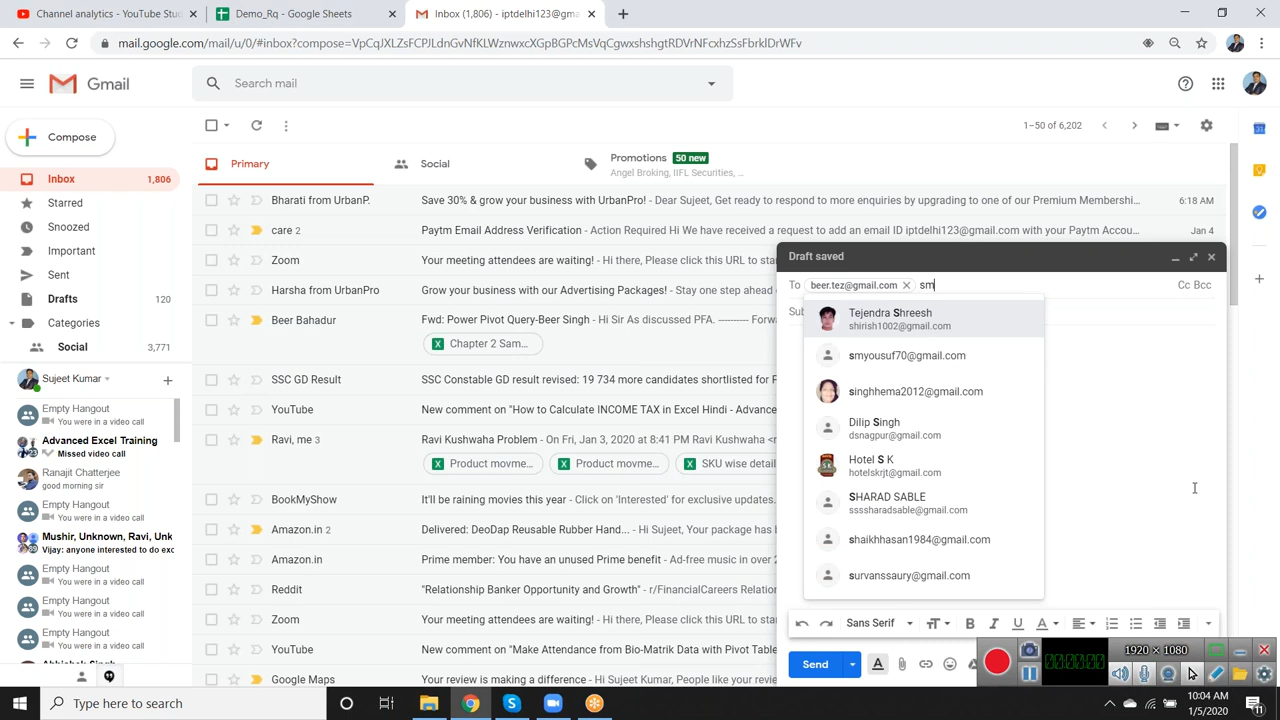 CommuniTutorials - YouTube Studi
Demo_Rq - Google Sheets
Inbox (1,806) - iptdelhi123@gma
mail.google.com/mail/u/0/#inbox?compose=VpCqJXLZsFCPJLdnGvNfKLWznwxcXGpBGPcMsVqCgwxshshgtRDVrNFcxhzSsFbrklDrWFv
Gmail
Search mail
Compose
1–50 of 6,202
Primary
Social
Promotions 50 new
Angel Broking, IIFL Securities, ...
Inbox 1,806
Starred
Snoozed
Important
Sent
Drafts 120
Categories
Social 3,771
Sujeet Kumar
Empty Hangout
You were in a video call
Advanced Excel Training
Missed video call
Ranajit Chatterjee
good morning sir
Empty Hangout
You were in a video call
Mushir, Unknown, Ravi, Unk
Vijay: anyone interested to do exc
Empty Hangout
You were in a video call
Empty Hangout
You were in a video call
Empty Hangout
You were in a video call
Bharati from UrbanP. Save 30% & grow your business with UrbanPro! - Dear Sujeet, Get ready to respond to more enquiries by upgrading to one of our Premium Membershi... 6:18 AM
care 2 Paytm Email Address Verification - Action Required Hi We have received a request to add an email ID iptdelhi123@gmail.com with your Paytm Accou... Jan 4
Zoom Your meeting attendees are waiting! - Hi there, Please click this URL to sta
Harsha from UrbanPro Grow your business with our Advertising Packages! - Stay one step ahead o
Beer Bahadur Fwd: Power Pivot Query-Beer Singh - Hi Sir As discussed PFA. ---------- Forwa
Chapter 2 Sam...
SSC GD Result SSC Constable GD result revised: 19 734 more candidates shortlisted for P
YouTube New comment on "How to Calculate INCOME TAX in Excel Hindi - Advance
Ravi, me 3 Ravi Kushwaha Problem - On Fri, Jan 3, 2020 at 8:41 PM Ravi Kushwaha <r
Product movme...
Product movme...
SKU wise detail
BookMyShow It'll be raining movies this year - Click on 'Interested' for exclusive updates.
Amazon.in 2 Delivered: DeoDap Reusable Rubber Hand... - Hi Sujeet, Your package has b
Amazon.in Prime member: You have an unused Prime benefit - Ad-free music in over 2
Reddit "Relationship Banker Opportunity and Growth" - r/FinancialCareers Relation
Zoom Your meeting attendees are waiting! - Hi there, Please click this URL to sta
YouTube New comment on "Make Attendance from Bio-Matrik Data with Pivot Table
Google Maps Your review is making a difference - Hi Sujeet Kumar, People like your revie
Draft saved
To beer.tez@gmail.com sm Cc Bcc
Sub
Tejendra Shreesh
shirish1002@gmail.com
smyousuf70@gmail.com
singhhema2012@gmail.com
Dilip Singh
dsnagpur@gmail.com
Hotel S K
hotelskrjt@gmail.com
SHARAD SABLE
ssssharadsable@gmail.com
shaikhhasan1984@gmail.com
survanssaury@gmail.com
Sans Serif
Send
1920 × 1080
00:00:00
Type here to search
10:04 AM
1/5/2020